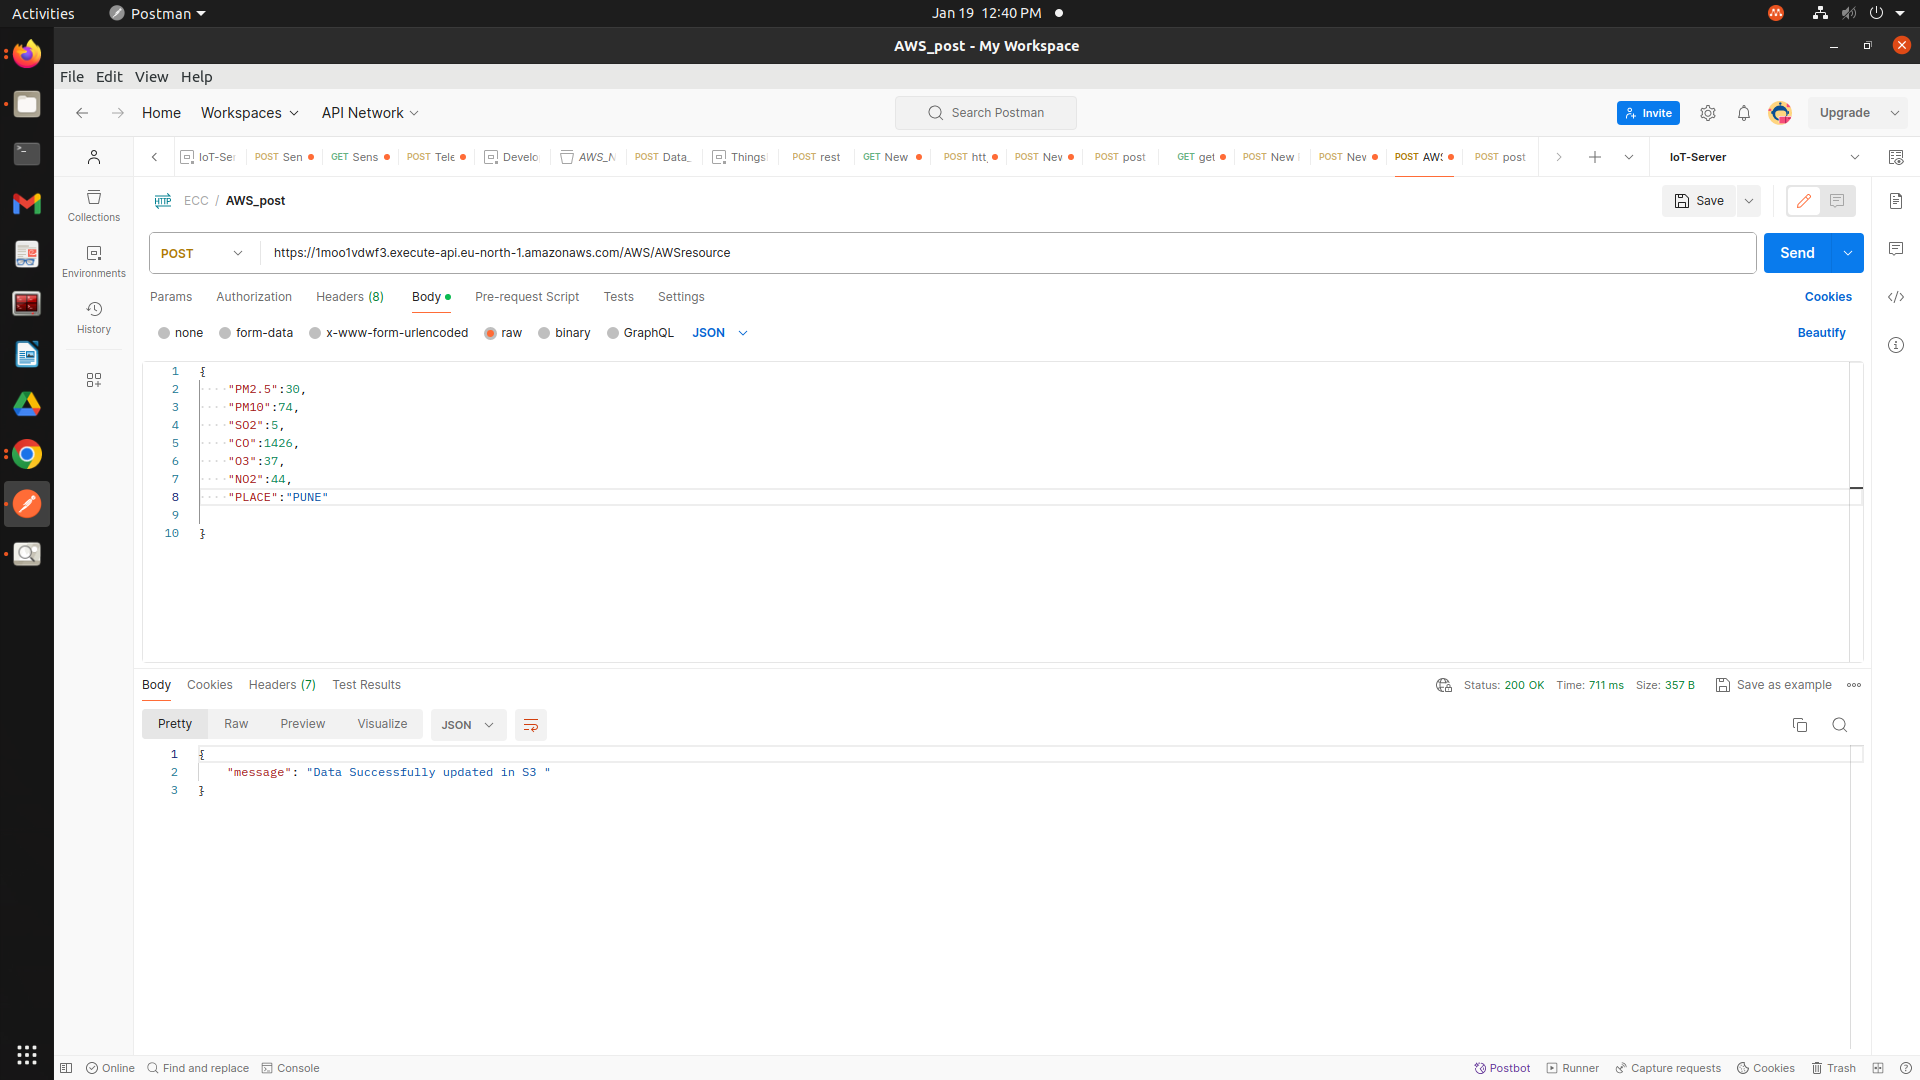 Activities
Postman
Jan 19 12:40 PM
AWS_post - My Workspace
File Edit View Help
Home Workspaces API Network
Search Postman
Invite
Upgrade
IoT-Se
POST Sen
GET Sens
POST Tele
Develo
AWS_N
POST Data_
Things
POST rest
GET New
POST htt
POST Nev
POST post
GET get
POST New
POST Nev
POST AWS
POST post
IoT-Server
Collections
Environments
History
ECC / AWS_post
Save
POST
https://1moo1vdwf3.execute-api.eu-north-1.amazonaws.com/AWS/AWSresource
Send
Params Authorization Headers (8) Body Pre-request Script Tests Settings
Cookies
none form-data x-www-form-urlencoded raw binary GraphQL JSON
Beautify
1 {
2 "PM2.5":30,
3 "PM10":74,
4 "SO2":5,
5 "CO":1426,
6 "O3":37,
7 "NO2":44,
8 "PLACE":"PUNE"
9
10 }
Body Cookies Headers (7) Test Results
Status: 200 OK Time: 711 ms Size: 357 B Save as example
Pretty Raw Preview Visualize JSON
1 {
2 "message": "Data Successfully updated in S3 "
3 }
Online Find and replace Console
Postbot Runner Capture requests Cookies Trash